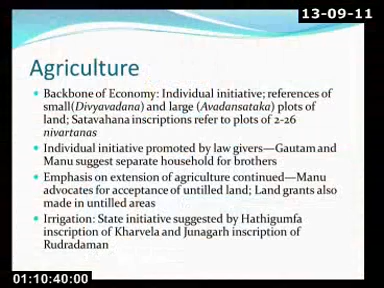 13-09-11
Agriculture
Backbone of Economy: Individual initiative; references of
small(Divyavadana) and large (Avadansataka) plots of
land; Satavahana inscriptions refer to plots of 2-26
nivartanas
Individual initiative promoted by law givers—Gautam and
Manu suggest separate household for brothers
Emphasis on extension of agriculture continued—Manu
advocates for acceptance of untilled land; Land grants also
made in untilled areas
Irrigation: State initiative suggested by Hathigumfa
inscription of Kharvela and Junagarh inscription of
Rudradaman
01:10:40:00